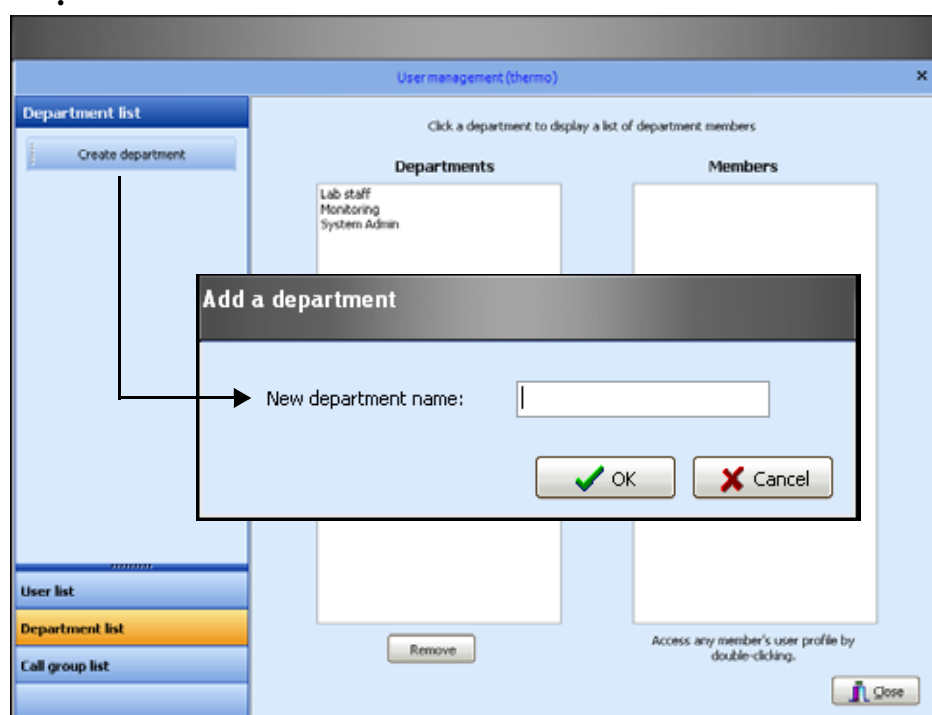 User management (thermo)
Department list
Create department
Click a department to display a list of department members
Departments
Members
Lab staff
Monitoring
System Admin
Add a department
New department name:
OK
Cancel
User list
Department list
Call group list
Remove
Access any member's user profile by
double-clicking.
Close